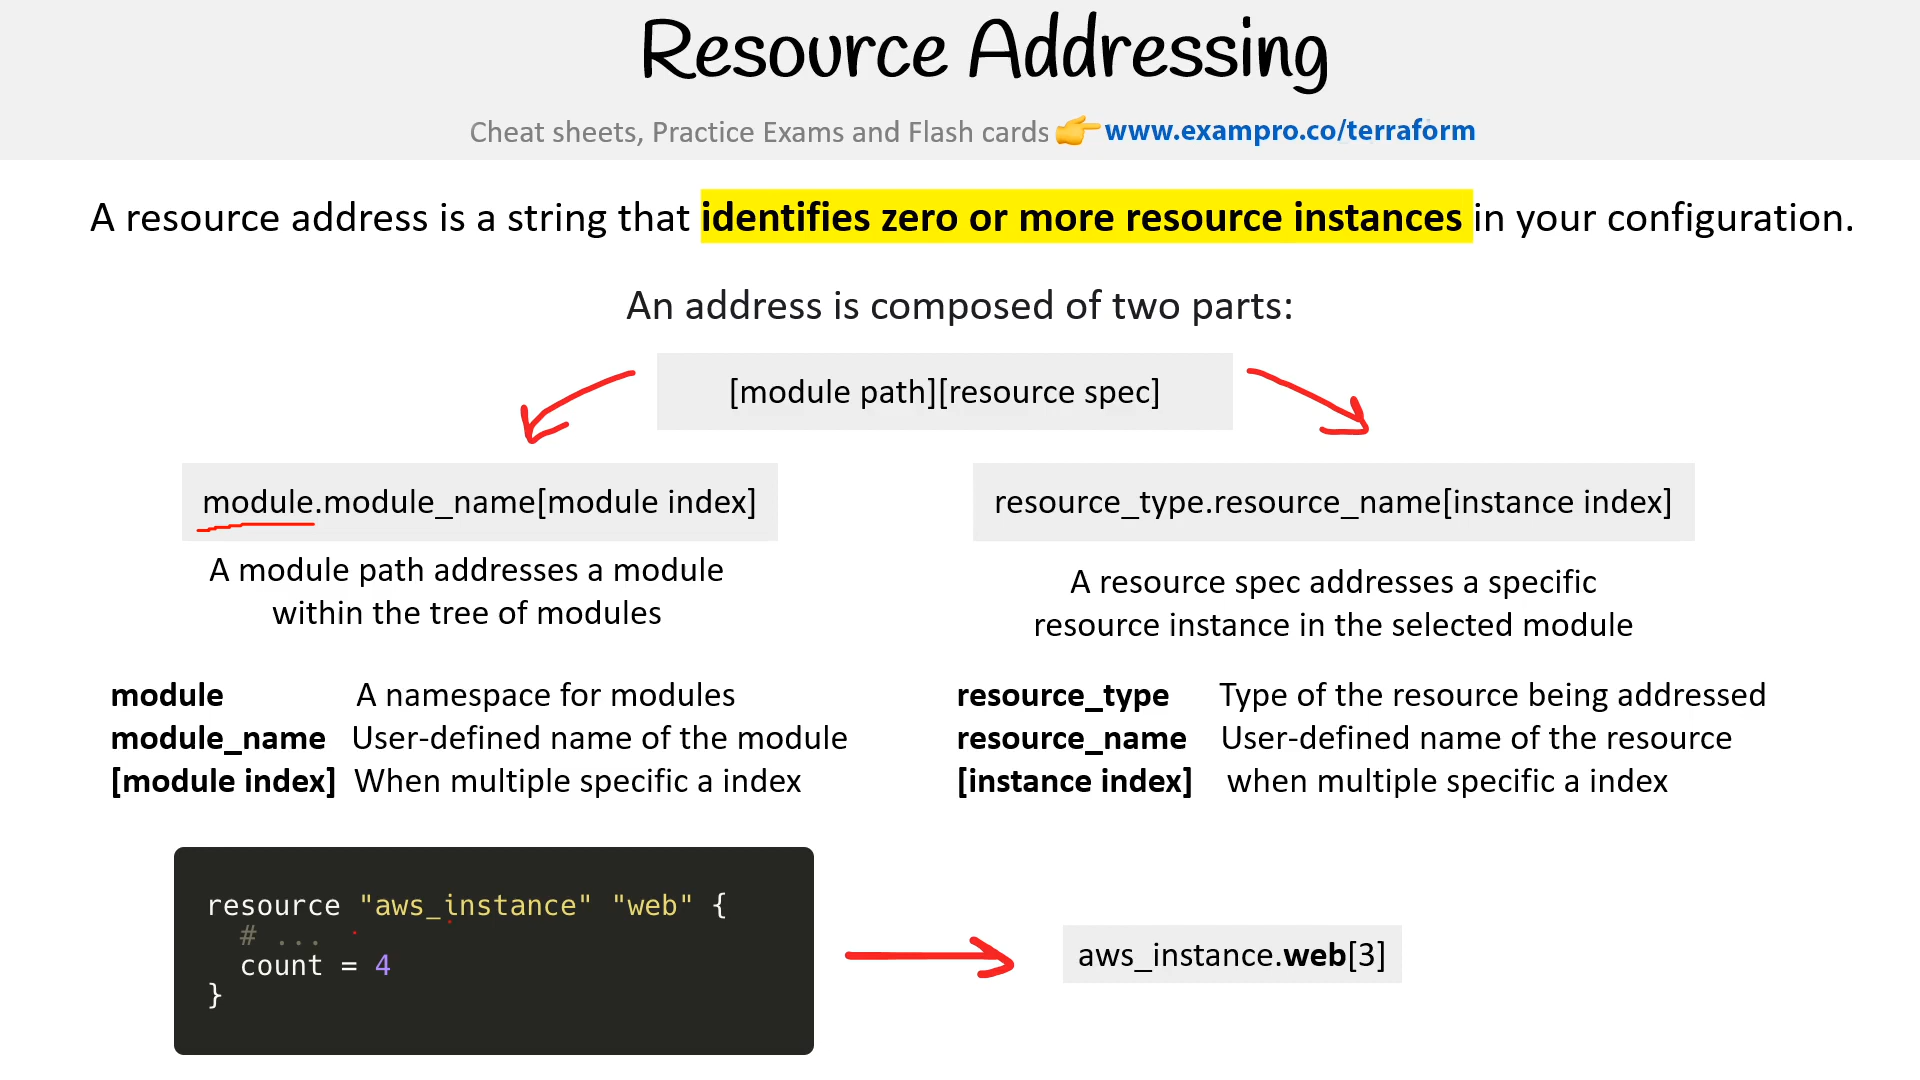 Resource Addressing
Cheat sheets, Practice Exams and Flash cards 👉www.exampro.co/terraform
A resource address is a string that identifies zero or more resource instances in your configuration.
An address is composed of two parts:
[module path][resource spec]
module.module_name[module index]
A module path addresses a module
within the tree of modules
module A namespace for modules
module_name User-defined name of the module
[module index] When multiple specific a index
resource_type.resource_name[instance index]
A resource spec addresses a specific
resource instance in the selected module
resource_type Type of the resource being addressed
resource_name User-defined name of the resource
[instance index] when multiple specific a index
resource "aws_instance" "web" {
  # ...
  count = 4
}
aws_instance.web[3]